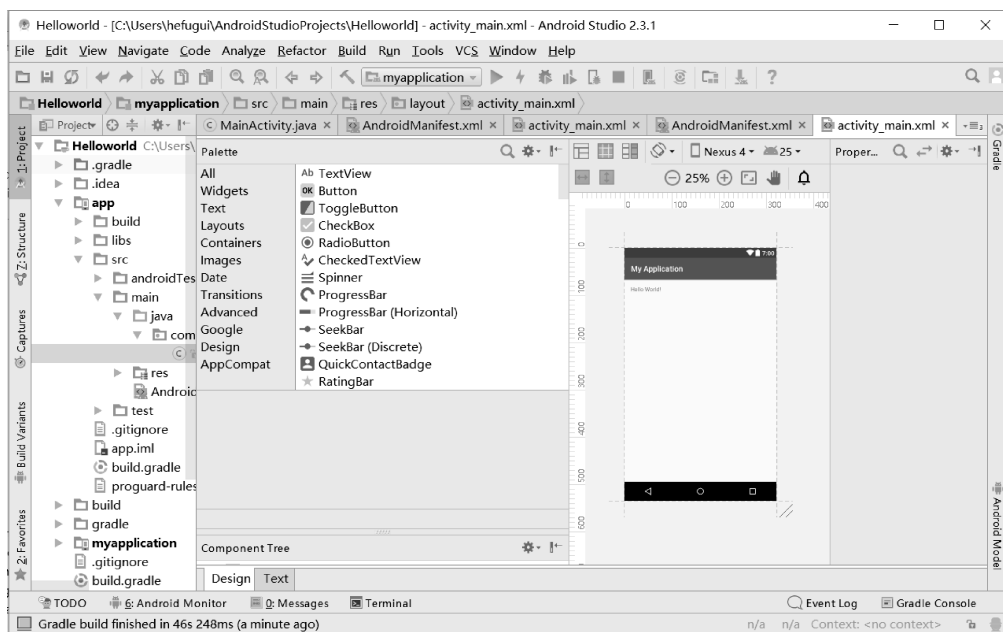 Helloworld - [C:\Users\hefugui\AndroidStudioProjects\Helloworld] - activity_main.xml - Android Studio 2.3.1
File Edit View Navigate Code Analyze Refactor Build Run Tools VCS Window Help
myapplication
Helloworld myapplication src main res layout activity_main.xml
Project MainActivity.java AndroidManifest.xml activity_main.xml AndroidManifest.xml activity_main.xml
1: Project
Z: Structure
Captures
Build Variants
2: Favorites
Helloworld C:\Users\
.gradle
.idea
app
build
libs
src
androidTes
main
java
com
res
Android
test
.gitignore
app.iml
build.gradle
proguard-rules
build
gradle
myapplication
.gitignore
build.gradle
Palette
All
Widgets
Text
Layouts
Containers
Images
Date
Transitions
Advanced
Google
Design
AppCompat
Ab TextView
OK Button
ToggleButton
CheckBox
RadioButton
CheckedTextView
Spinner
ProgressBar
ProgressBar (Horizontal)
SeekBar
SeekBar (Discrete)
QuickContactBadge
RatingBar
Component Tree
Design Text
Nexus 4 25
25%
0 100 200 300 400
0
100
200
300
400
500
600
7:00
My Application
Hello World!
Proper...
Gradle
Android Model
TODO 6: Android Monitor 0: Messages Terminal Event Log Gradle Console
Gradle build finished in 46s 248ms (a minute ago) n/a n/a Context: <no context>